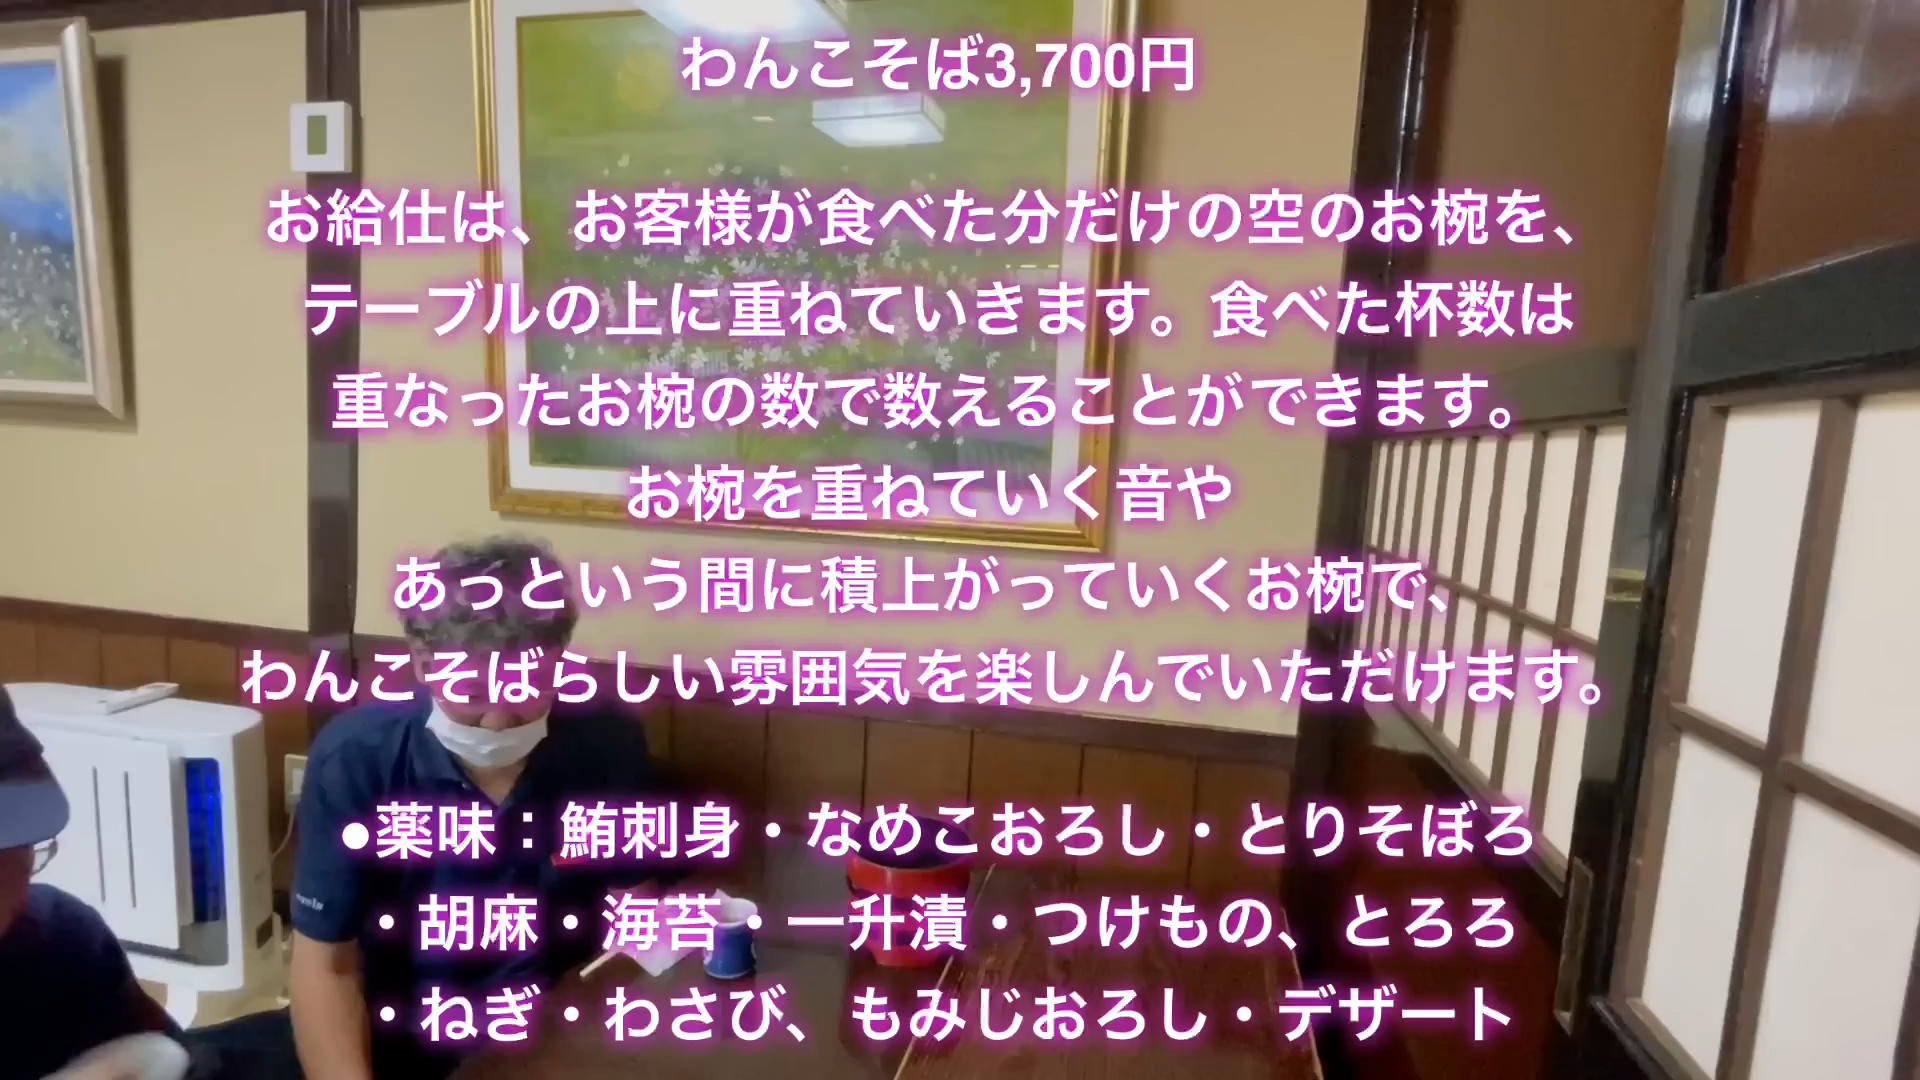 わんこそば3,700円
お給仕は、お客様が食べた分だけの空のお椀を、
テーブルの上に重ねていきます。食べた杯数は
重なったお椀の数で数えることができます。
お椀を重ねていく音や
あっという間に積上がっていくお椀で、
わんこそばらしい雰囲気を楽しんでいただけます。
●薬味：鮪刺身・なめこおろし・とりそぼろ
・胡麻・海苔・一升漬・つけもの、とろろ
・ねぎ・わさび、もみじおろし・デザート